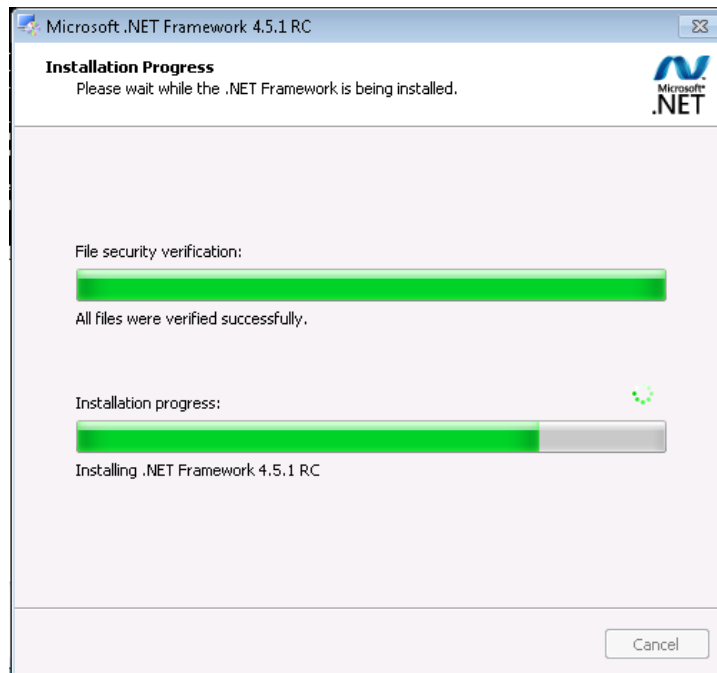 Microsoft .NET Framework 4.5.1 RC
Installation Progress
Please wait while the .NET Framework is being installed.
Microsoft®
.NET
File security verification:
All files were verified successfully.
Installation progress:
Installing .NET Framework 4.5.1 RC
Cancel